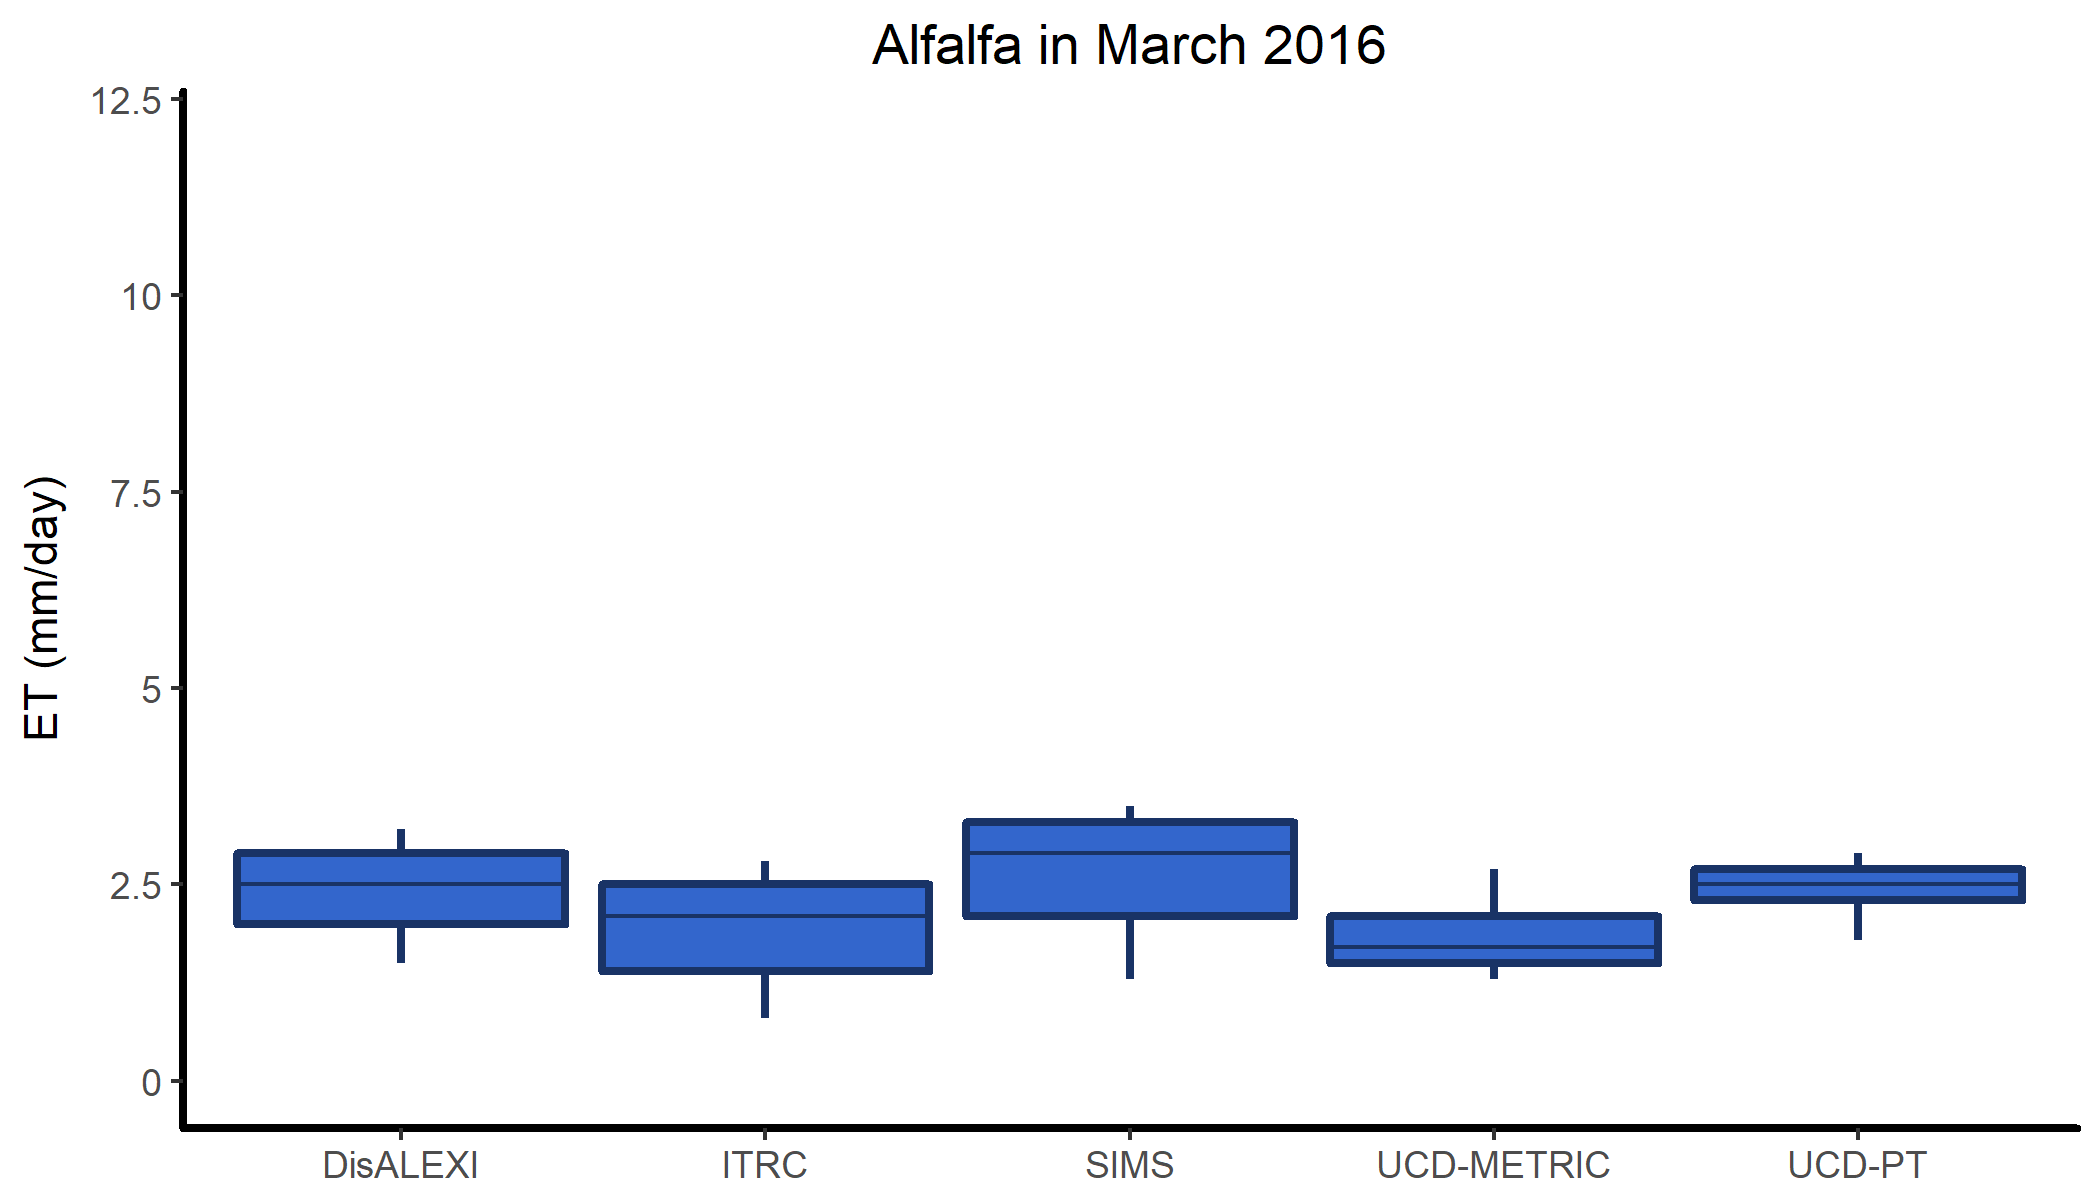 Alfalfa in March 2016
12.5
10
7.5
5
2.5
0
ET (mm/day)
DisALEXI
ITRC
SIMS
UCD-METRIC
UCD-PT